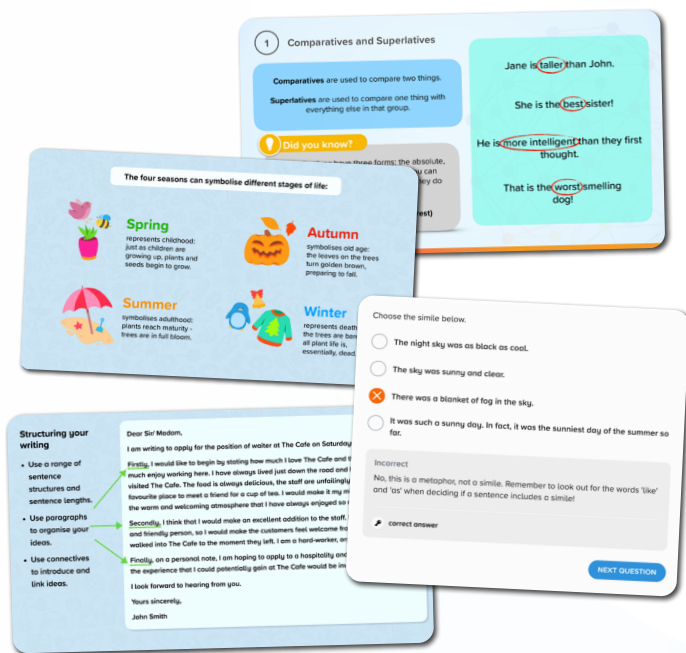 1
Comparatives and Superlatives
Comparatives are used to compare two things.
Superlatives are used to compare one thing with
everything else in that group.
Did you know?
have three forms: the absolute,
can
they do
Jane is taller than John.
She is the best sister!
He is more intelligent than they first
thought.
That is the worst smelling
dog!
The four seasons can symbolise different stages of life:
Spring
represents childhood:
just as children are
growing up, plants and
seeds begin to grow.
Autumn
symbolises old age:
the leaves on the trees
turn golden brown,
preparing to fall.
Summer
symbolises adulthood:
plants reach maturity -
trees are in full bloom.
Winter
represents death
the trees are
all plant life is,
essentially, dead
Choose the simile below.
The night sky was as black as coal.
The sky was sunny and clear.
There was a blanket of fog in the sky.
It was such a sunny day. In fact, it was the sunniest day of the summer so
far.
Incorrect
No, this is a metaphor, not a simile. Remember to look out for the words 'like'
and 'as' when deciding if a sentence includes a simile!
correct answer
NEXT QUESTION
Structuring your
writing
• Use a range of
sentence
structures and
sentence lengths.
• Use paragraphs
to organise your
ideas.
• Use connectives
to introduce and
link ideas.
Dear Sir/ Madam,
I am writing to apply for the position of waiter at The Cafe on Saturday
Firstly, I would like to begin by stating how much I love The Cafe and
much enjoy working here. I have always lived just down the road and
visited The Cafe. The food is always delicious, the staff are unfailingly
favourite place to meet a friend for a cup of tea. I would make it my
the warm and welcoming atmosphere that I have always enjoyed so
Secondly, I think that I would make an excellent addition to the staff.
and friendly person, so I would make the customers feel welcome
walked into The Cafe to the moment they left. I am a hard-worker,
Finally, on a personal note, I am hoping to apply to a hospitality and
the experience that I could potentially gain at The Cafe would be
I look forward to hearing from you.
Yours sincerely,
John Smith